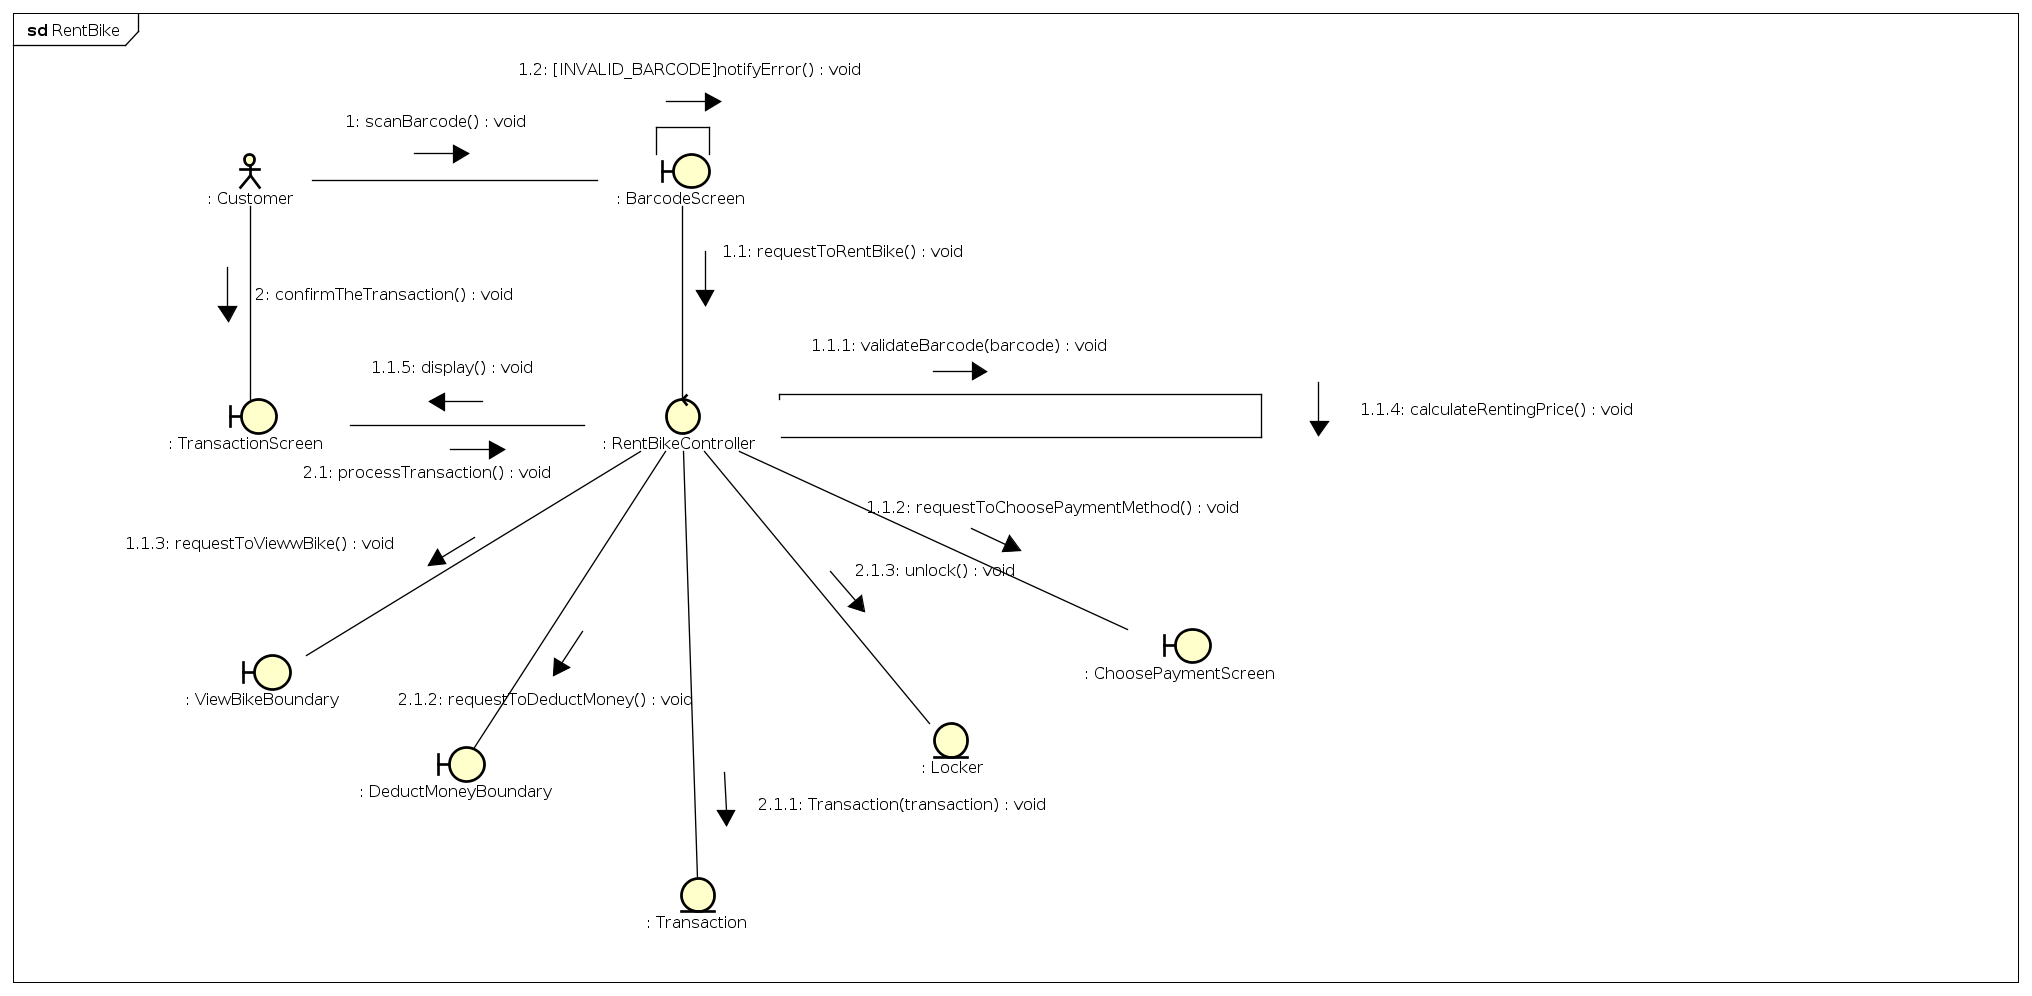 sd RentBike
1.2: [INVALID_BARCODE]notifyError() : void
1: scanBarcode() : void
: Customer
: BarcodeScreen
1.1: requestToRentBike() : void
2: confirmTheTransaction() : void
1.1.1: validateBarcode(barcode) : void
1.1.5: display() : void
1.1.4: calculateRentingPrice() : void
: TransactionScreen
: RentBikeController
2.1: processTransaction() : void
1.1.2: requestToChoosePaymentMethod() : void
1.1.3: requestToViewwBike() : void
2.1.3: unlock() : void
: ChoosePaymentScreen
: ViewBikeBoundary
2.1.2: requestToDeductMoney() : void
: Locker
: DeductMoneyBoundary
2.1.1: Transaction(transaction) : void
: Transaction